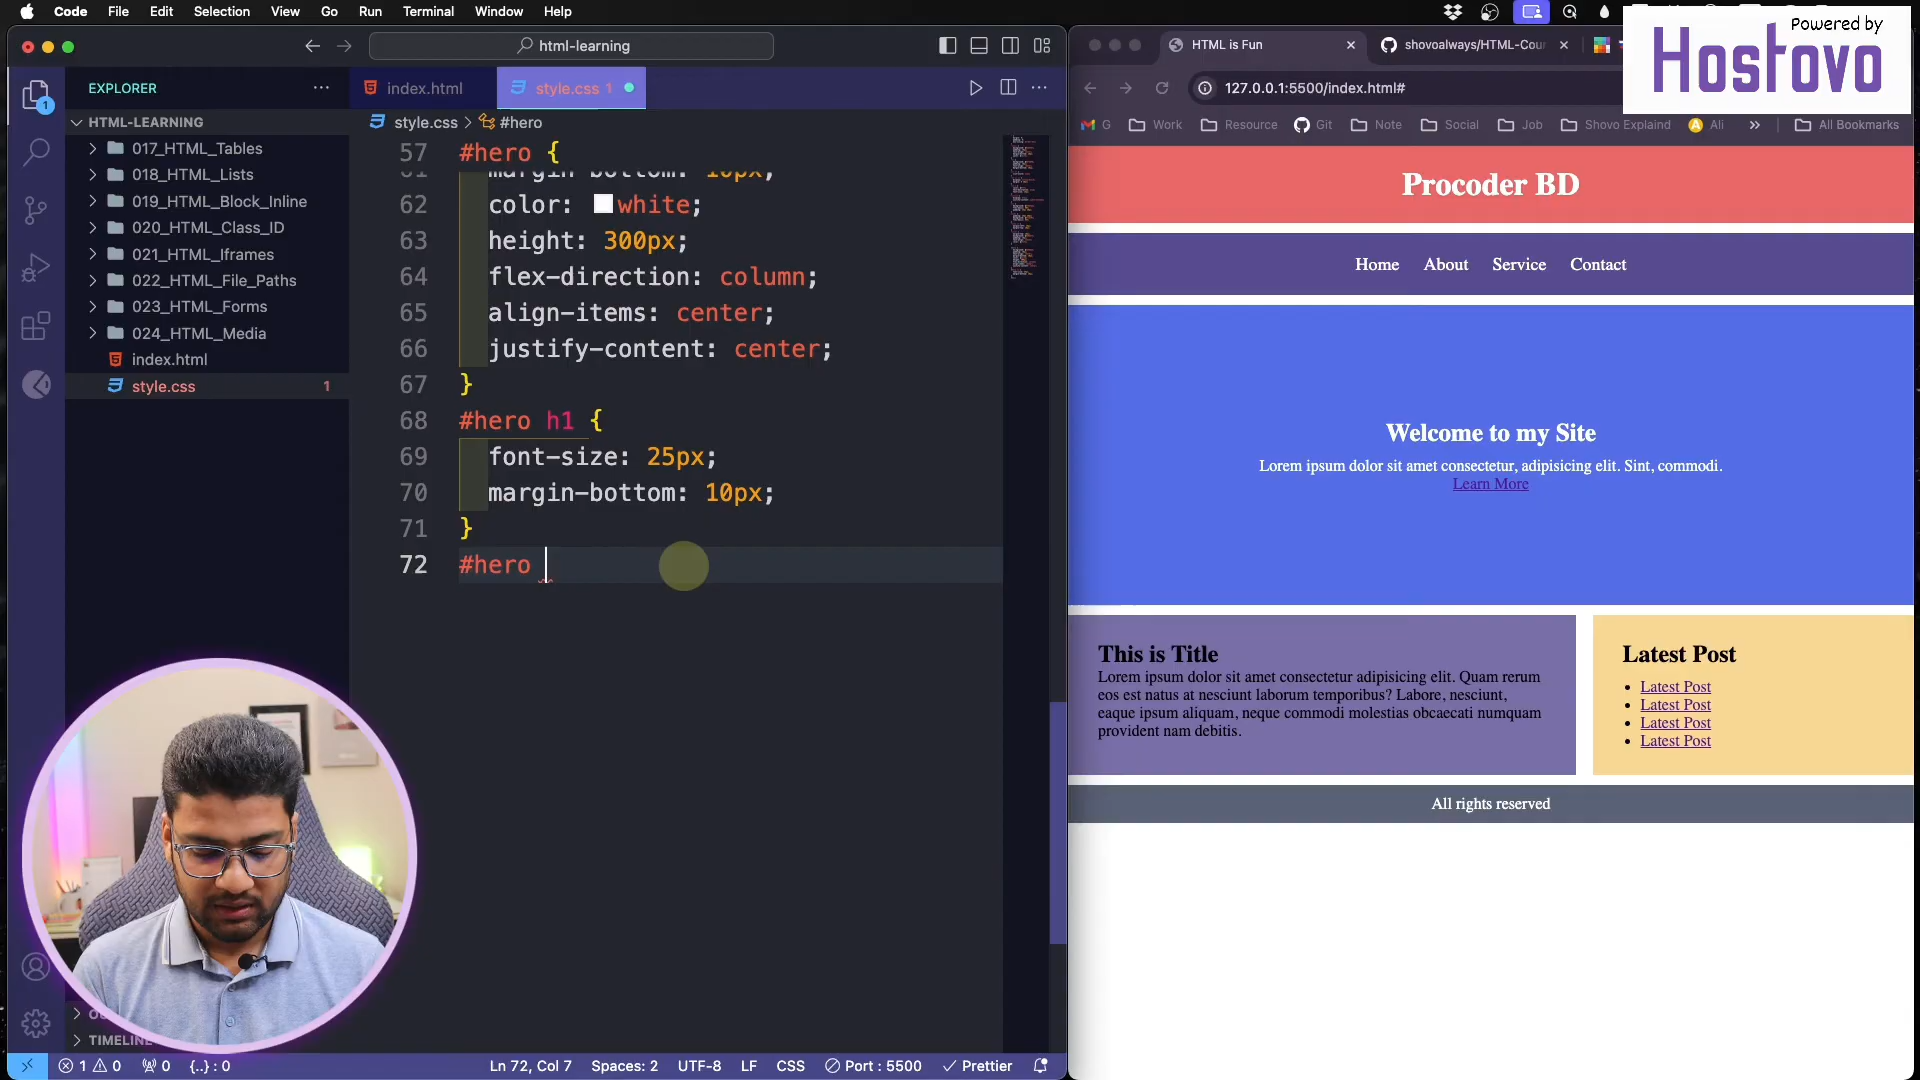 Code File Edit Selection View Go Run Terminal Window Help
Powered by
Hostovo
html-learning
HTML is Fun
shovoalways/HTML-Cou
EXPLORER
index.html
style.css 1
127.0.0.1:5500/index.html#
style.css > #hero
G Work Resource Git Note Social Job Shovo Explaind Ali All Bookmarks
HTML-LEARNING
017_HTML_Tables
018_HTML_Lists
019_HTML_Block_Inline
020_HTML_Class_ID
021_HTML_Iframes
022_HTML_File_Paths
023_HTML_Forms
024_HTML_Media
index.html
style.css 1
1
57 #hero {
61 margin-bottom: 10px;
62 color: white;
63 height: 300px;
64 flex-direction: column;
65 align-items: center;
66 justify-content: center;
67 }
68 #hero h1 {
69 font-size: 25px;
70 margin-bottom: 10px;
71 }
72 #hero
Procoder BD
Home About Service Contact
Welcome to my Site
Lorem ipsum dolor sit amet consectetur, adipisicing elit. Sint, commodi.
Learn More
This is Title
Lorem ipsum dolor sit amet consectetur adipisicing elit. Quam rerum
eos est natus at nesciunt laborum temporibus? Labore, nesciunt,
eaque ipsum aliquam, neque commodi molestias obcaecati numquam
provident nam debitis.
Latest Post
Latest Post
Latest Post
Latest Post
Latest Post
All rights reserved
TIMELINE
1 0 0 {..} : 0 Ln 72, Col 7 Spaces: 2 UTF-8 LF CSS Port : 5500 Prettier